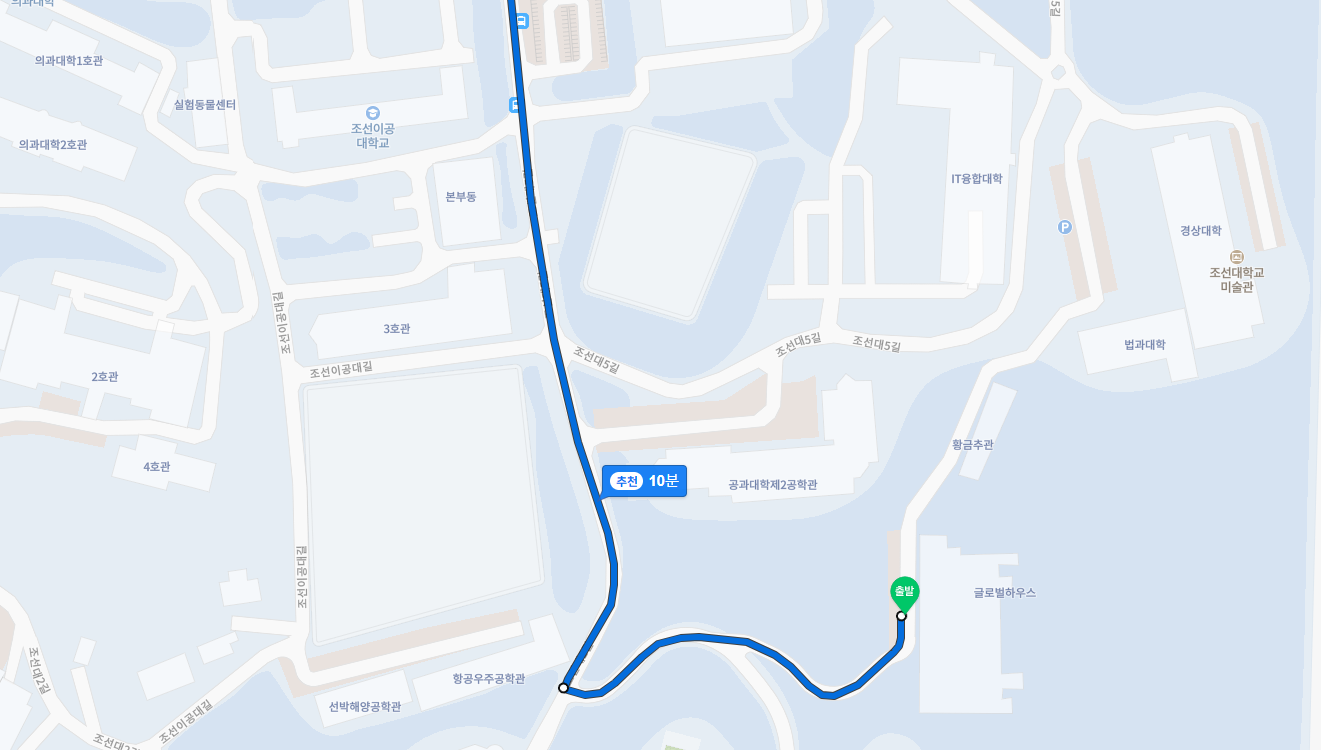 의과대학
5길
의과대학1호관
실험동물센터
조선이공
대학교
의과대학2호관
IT융합대학
본부동
경상대학
조선대학교
미술관
P
조선이공대길
3호관
조선대5길
조선대5길
조선대5길
법과대학
조선이공대길
2호관
황금추관
4호관
추천 10분
공과대학제2공학관
조선이공대길
출발
글로벌하우스
조선대2길
항공우주공학관
선박해양공학관
조선이공대길